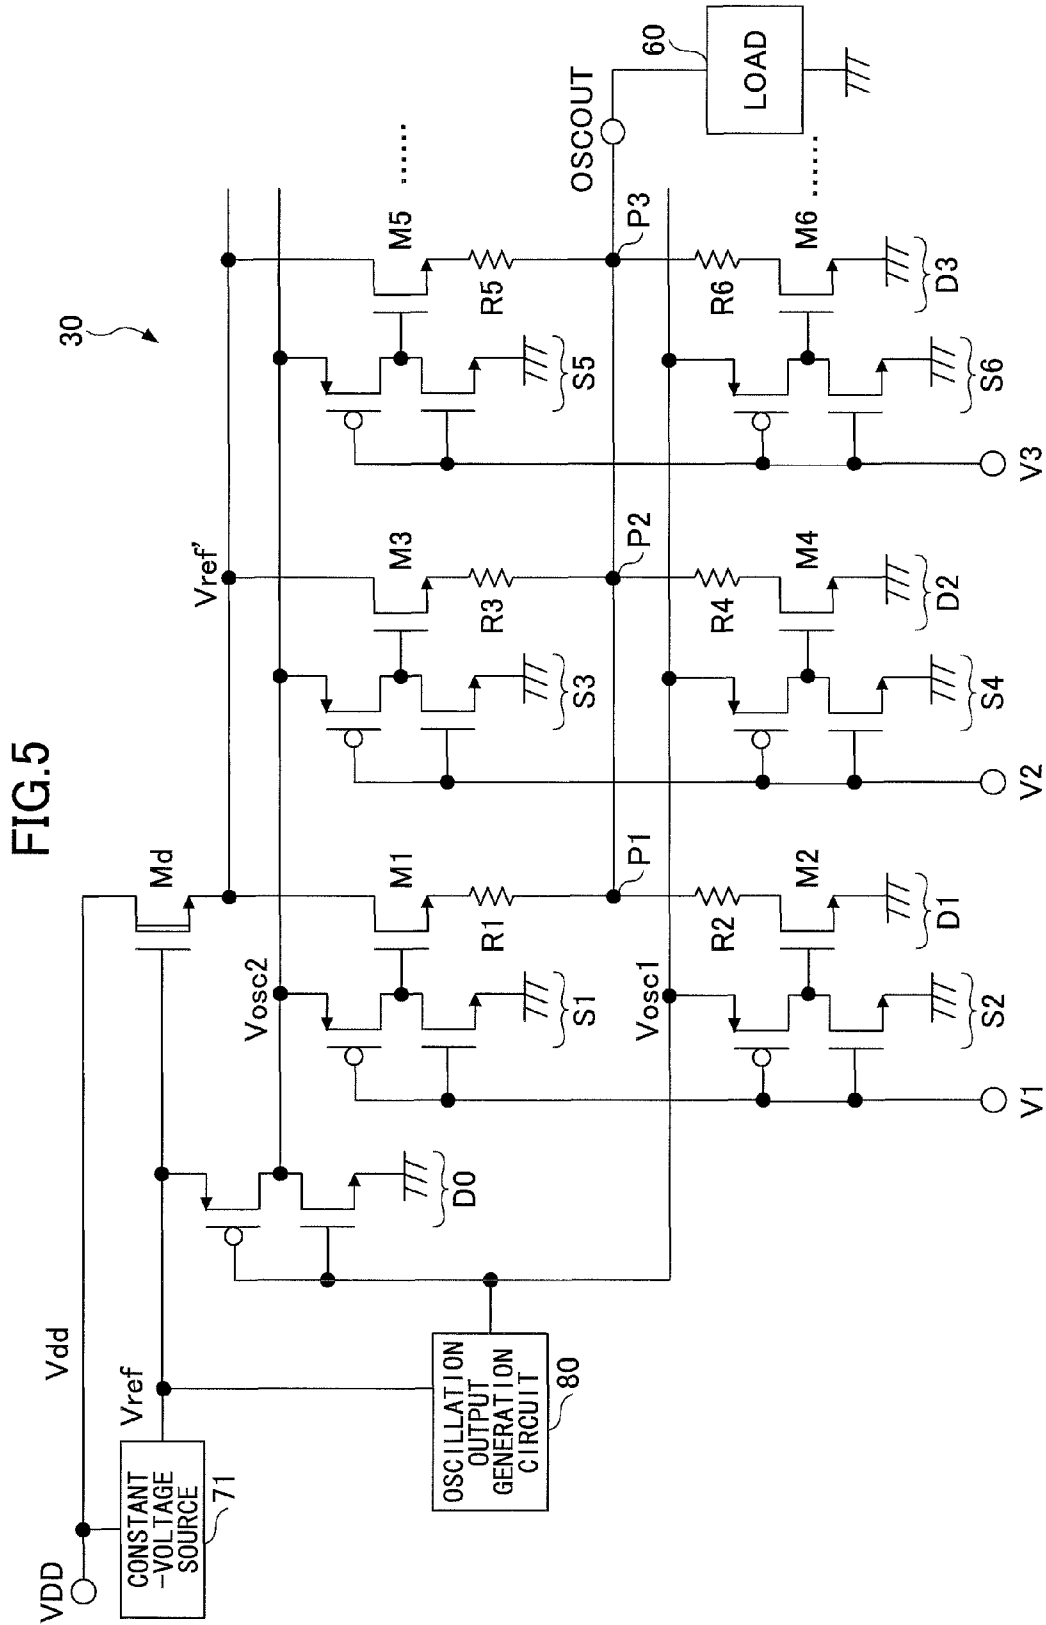 FIG.5
30
VDD
Vdd
CONSTANT
-VOLTAGE
SOURCE
71
Vref
Md
Vref'
OSCILLATION
OUTPUT
GENERATION
CIRCUIT
80
D0
Vosc2
Vosc1
S1
M1
R1
P1
S2
M2
R2
D1
V1
S3
M3
R3
P2
S4
M4
R4
D2
V2
S5
M5
R5
P3
S6
M6
R6
D3
V3
......
......
OSCOUT
60
LOAD